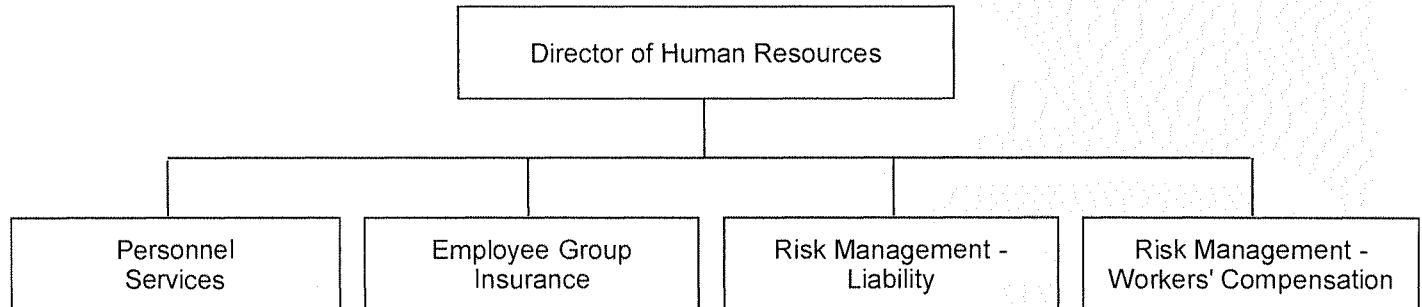 Director of Human Resources
Personnel
Services
Employee Group
Insurance
Risk Management -
Liability
Risk Management -
Workers' Compensation